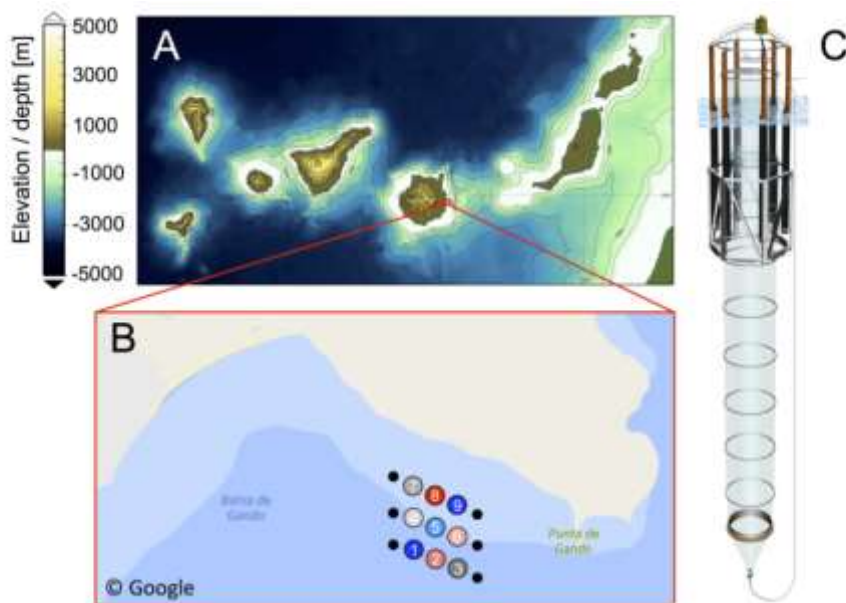 A
C
Elevation / depth [m]
5000
3000
1000
-1000
-3000
-5000
B
Bahía de
Gando
Punta de
Gando
8
9
5
1
2
© Google